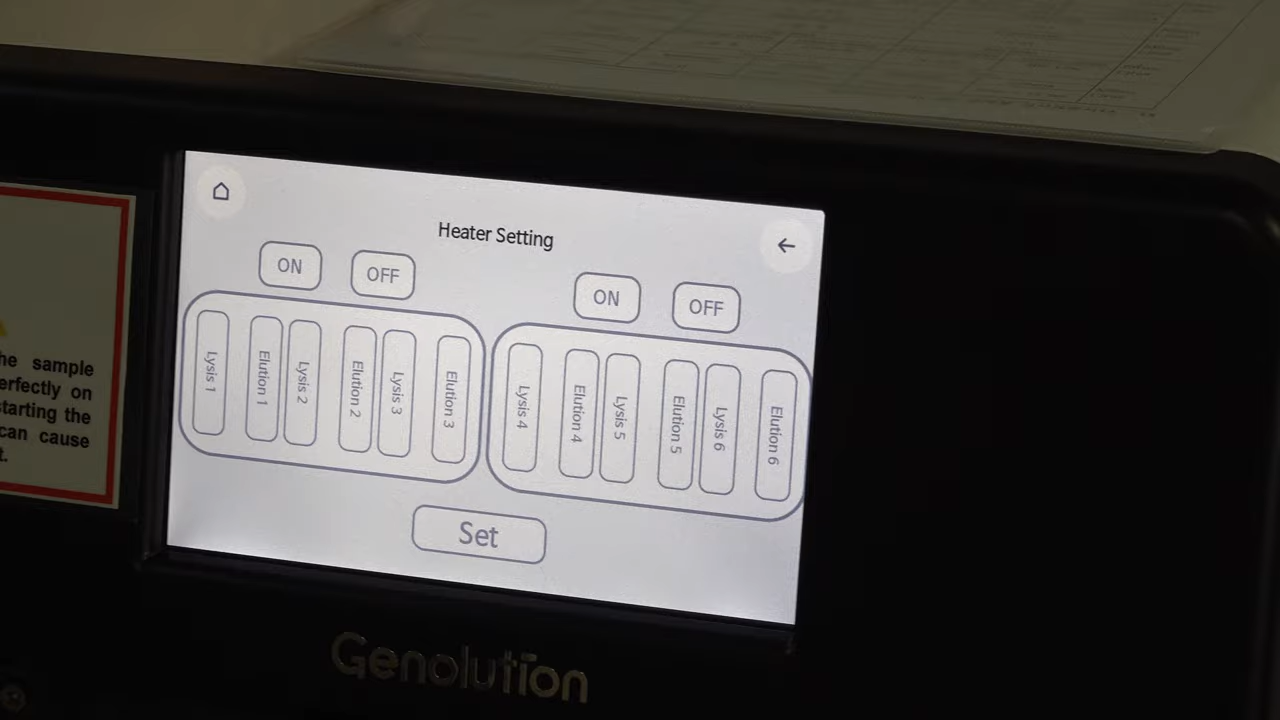 Heater Setting
ON
OFF
ON
OFF
Lysis 1
Elution 1
Lysis 2
Elution 2
Lysis 3
Elution 3
Lysis 4
Elution 4
Lysis 5
Elution 5
Lysis 6
Elution 6
Set
he sample
erfectly on
starting the
can cause
t.
Genolution